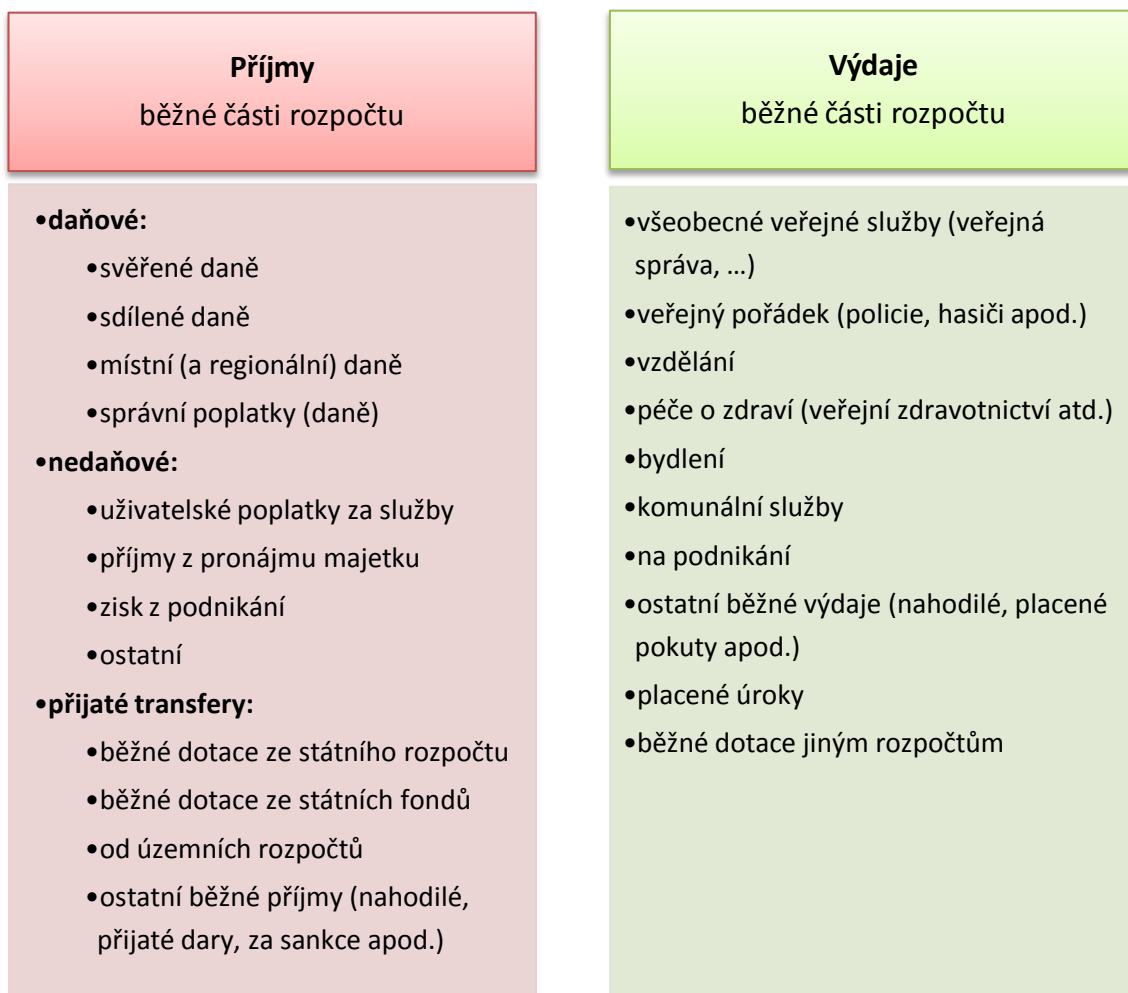 Příjmy
běžné části rozpočtu
•daňové:
•svěřené daně
•sdílené daně
•místní (a regionální) daně
•správní poplatky (daně)
•nedaňové:
•uživatelské poplatky za služby
•příjmy z pronájmu majetku
•zisk z podnikání
•ostatní
•přijaté transfery:
•běžné dotace ze státního rozpočtu
•běžné dotace ze státních fondů
•od územních rozpočtů
•ostatní běžné příjmy (nahodilé,
přijaté dary, za sankce apod.)
Výdaje
běžné části rozpočtu
•všeobecné veřejné služby (veřejná
správa, …)
•veřejný pořádek (policie, hasiči apod.)
•vzdělání
•péče o zdraví (veřejní zdravotnictví atd.)
•bydlení
•komunální služby
•na podnikání
•ostatní běžné výdaje (nahodilé, placené
pokuty apod.)
•placené úroky
•běžné dotace jiným rozpočtům